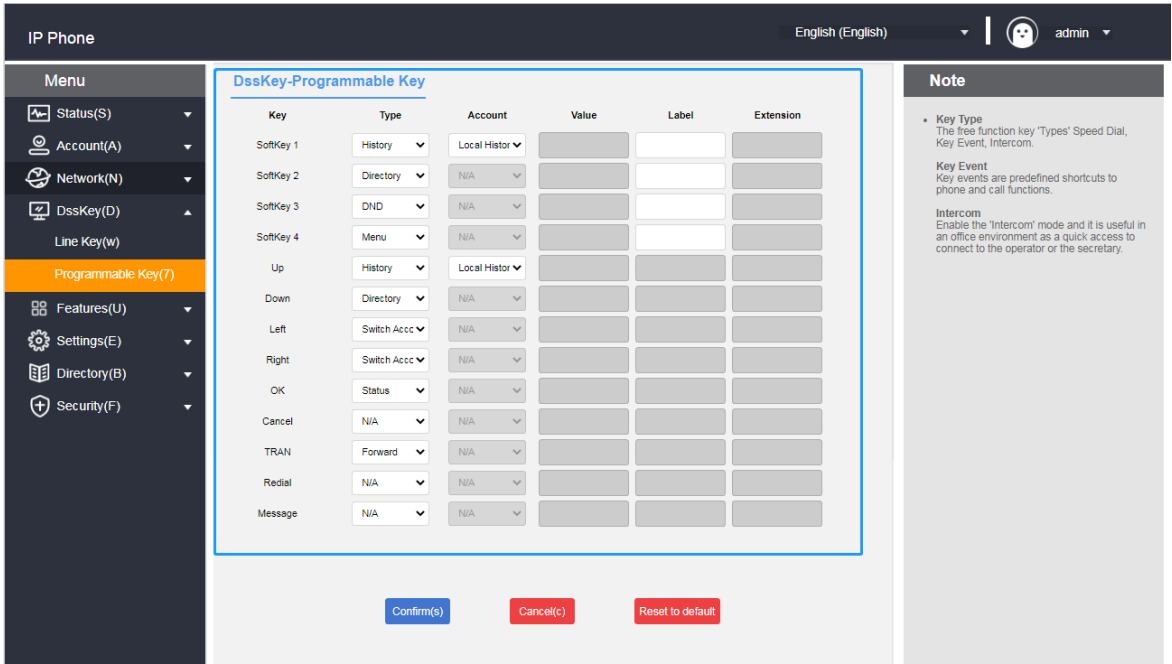 IP Phone
English (English)
admin
Menu
Status(S)
Account(A)
Network(N)
DssKey(D)
Line Key(w)
Programmable Key(7)
Features(U)
Settings(E)
Directory(B)
Security(F)
DssKey-Programmable Key
Key Type Account Value Label Extension
SoftKey 1 History Local Histor
SoftKey 2 Directory N/A
SoftKey 3 DND N/A
SoftKey 4 Menu N/A
Up History Local Histor
Down Directory N/A
Left Switch Accc N/A
Right Switch Accc N/A
OK Status N/A
Cancel N/A N/A
TRAN Forward N/A
Redial N/A N/A
Message N/A N/A
Confirm(s) Cancel(c) Reset to default
Note
Key Type
The free function key 'Types' Speed Dial,
Key Event, Intercom.
Key Event
Key events are predefined shortcuts to
phone and call functions.
Intercom
Enable the 'Intercom' mode and it is useful in
an office environment as a quick access to
connect to the operator or the secretary.